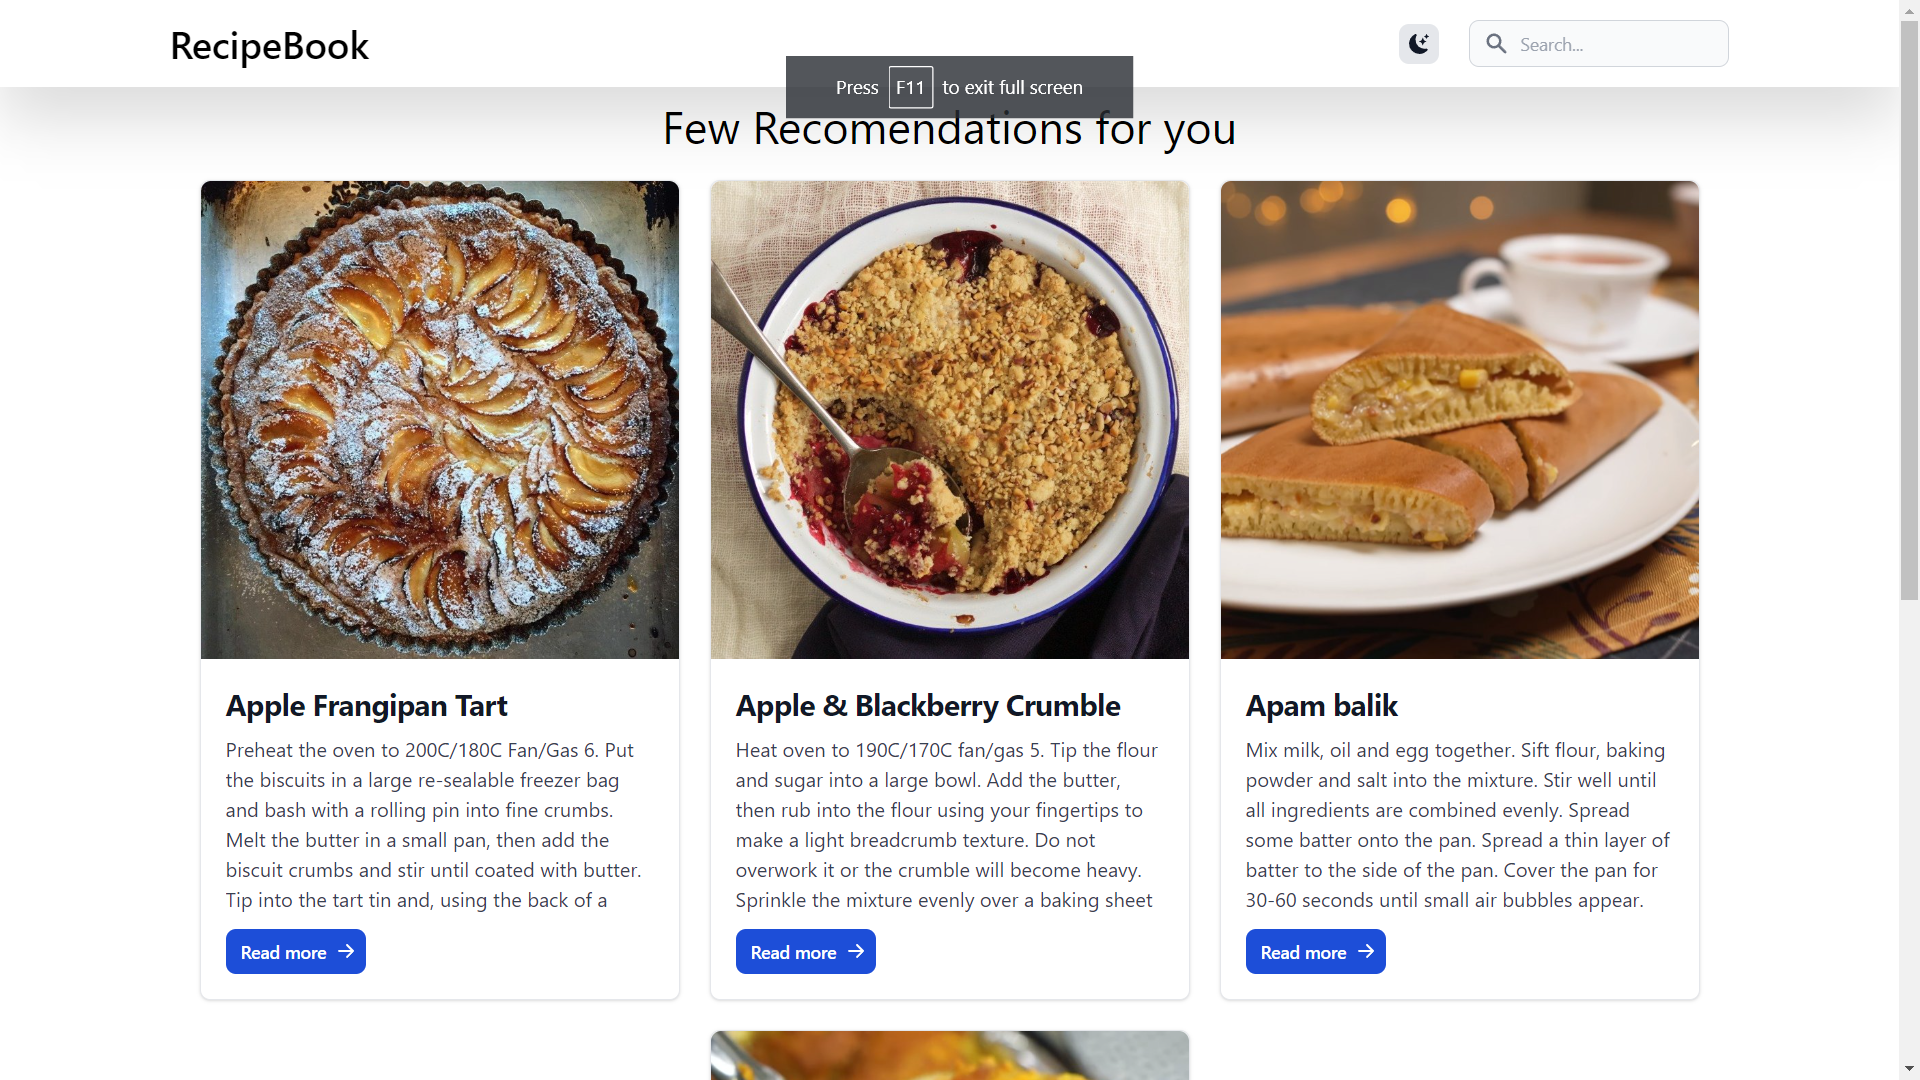 RecipeBook
Search...
Press F11 to exit full screen
Few Recomendations for you
Apple Frangipan Tart
Preheat the oven to 200C/180C Fan/Gas 6. Put
the biscuits in a large re-sealable freezer bag
and bash with a rolling pin into fine crumbs.
Melt the butter in a small pan, then add the
biscuit crumbs and stir until coated with butter.
Tip into the tart tin and, using the back of a
Read more
Apple & Blackberry Crumble
Heat oven to 190C/170C fan/gas 5. Tip the flour
and sugar into a large bowl. Add the butter,
then rub into the flour using your fingertips to
make a light breadcrumb texture. Do not
overwork it or the crumble will become heavy.
Sprinkle the mixture evenly over a baking sheet
Read more
Apam balik
Mix milk, oil and egg together. Sift flour, baking
powder and salt into the mixture. Stir well until
all ingredients are combined evenly. Spread
some batter onto the pan. Spread a thin layer of
batter to the side of the pan. Cover the pan for
30-60 seconds until small air bubbles appear.
Read more